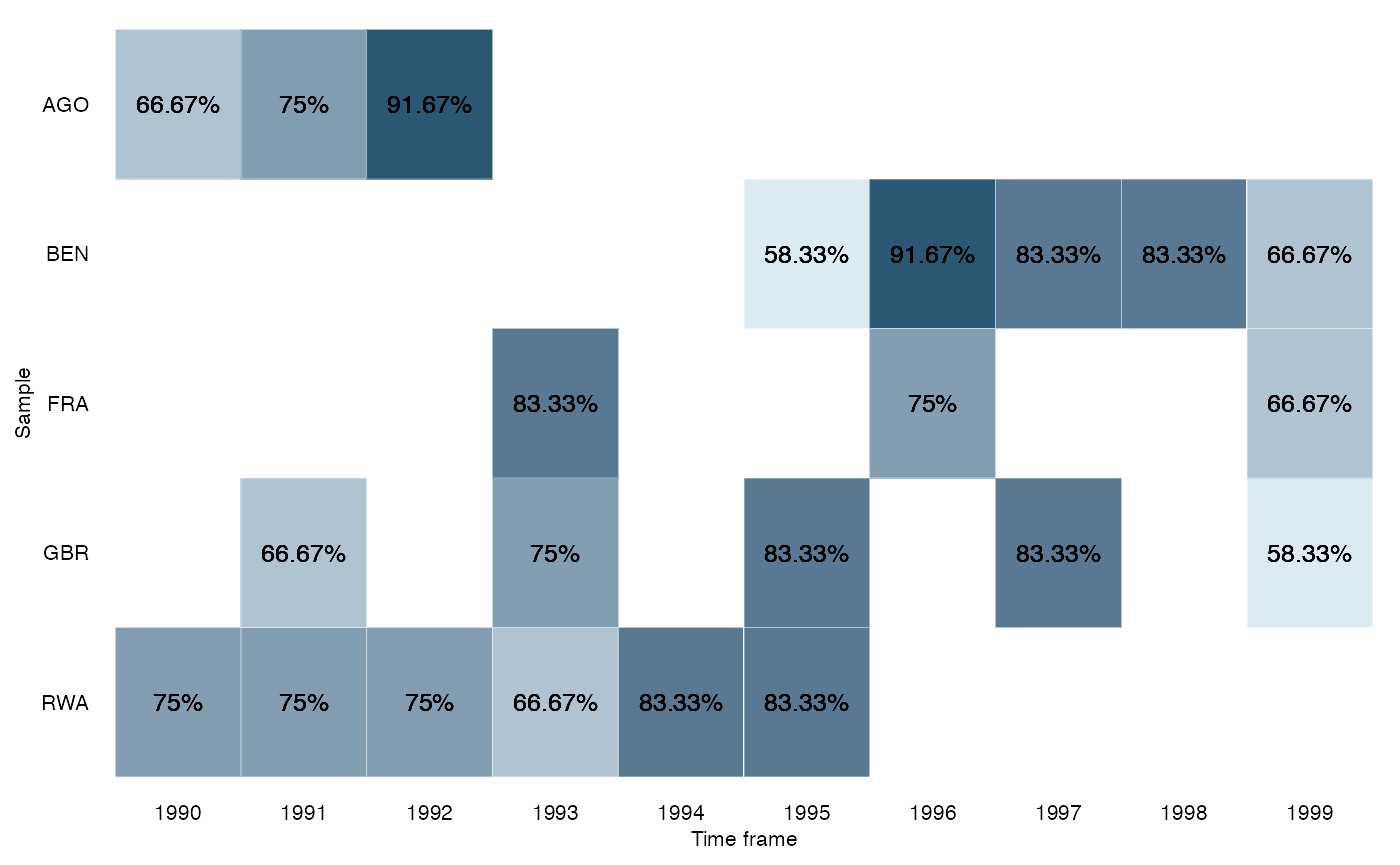 AGO 66.67% 75% 91.67%
BEN 58.33% 91.67% 83.33% 83.33% 66.67%
Sample
FRA 83.33% 75% 66.67%
GBR 66.67% 75% 83.33% 83.33% 58.33%
RWA 75% 75% 75% 66.67% 83.33% 83.33%
1990 1991 1992 1993 1994 1995 1996 1997 1998 1999
Time frame